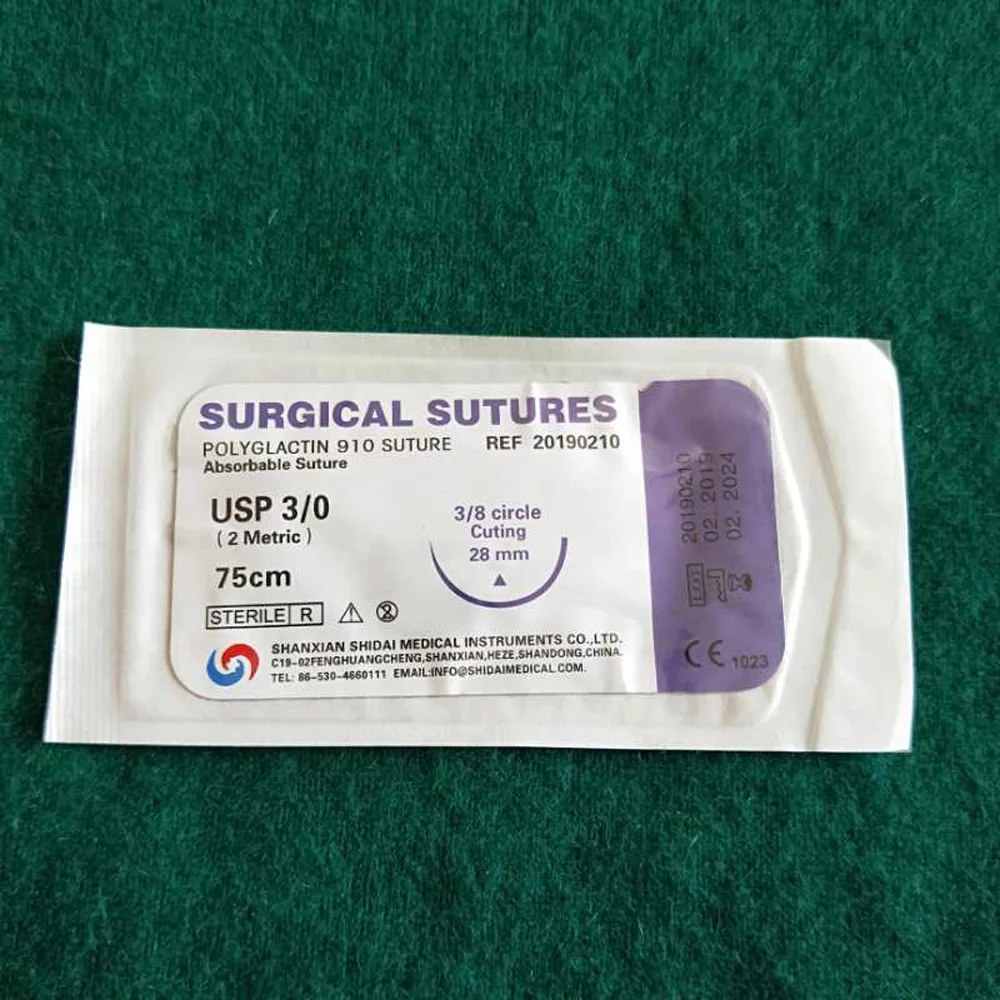 SURGICAL SUTURES
POLYGLACTIN 910 SUTURE REF 20190210
Absorbable Suture
USP 3/0
( 2 Metric )
75cm
3/8 circle
Cuting
28 mm
STERILE R
SHANXIAN SHIDAI MEDICAL INSTRUMENTS CO.,LTD.
C19-02FENGHUANGCHENG,SHANXIAN,HEZE,SHANDONG,CHINA.
TEL: 86-530-4660111 EMAIL:INFO@SHIDAIMEDICAL.COM.
LOT 20190210
02. 2019
02. 2024
CE 1023